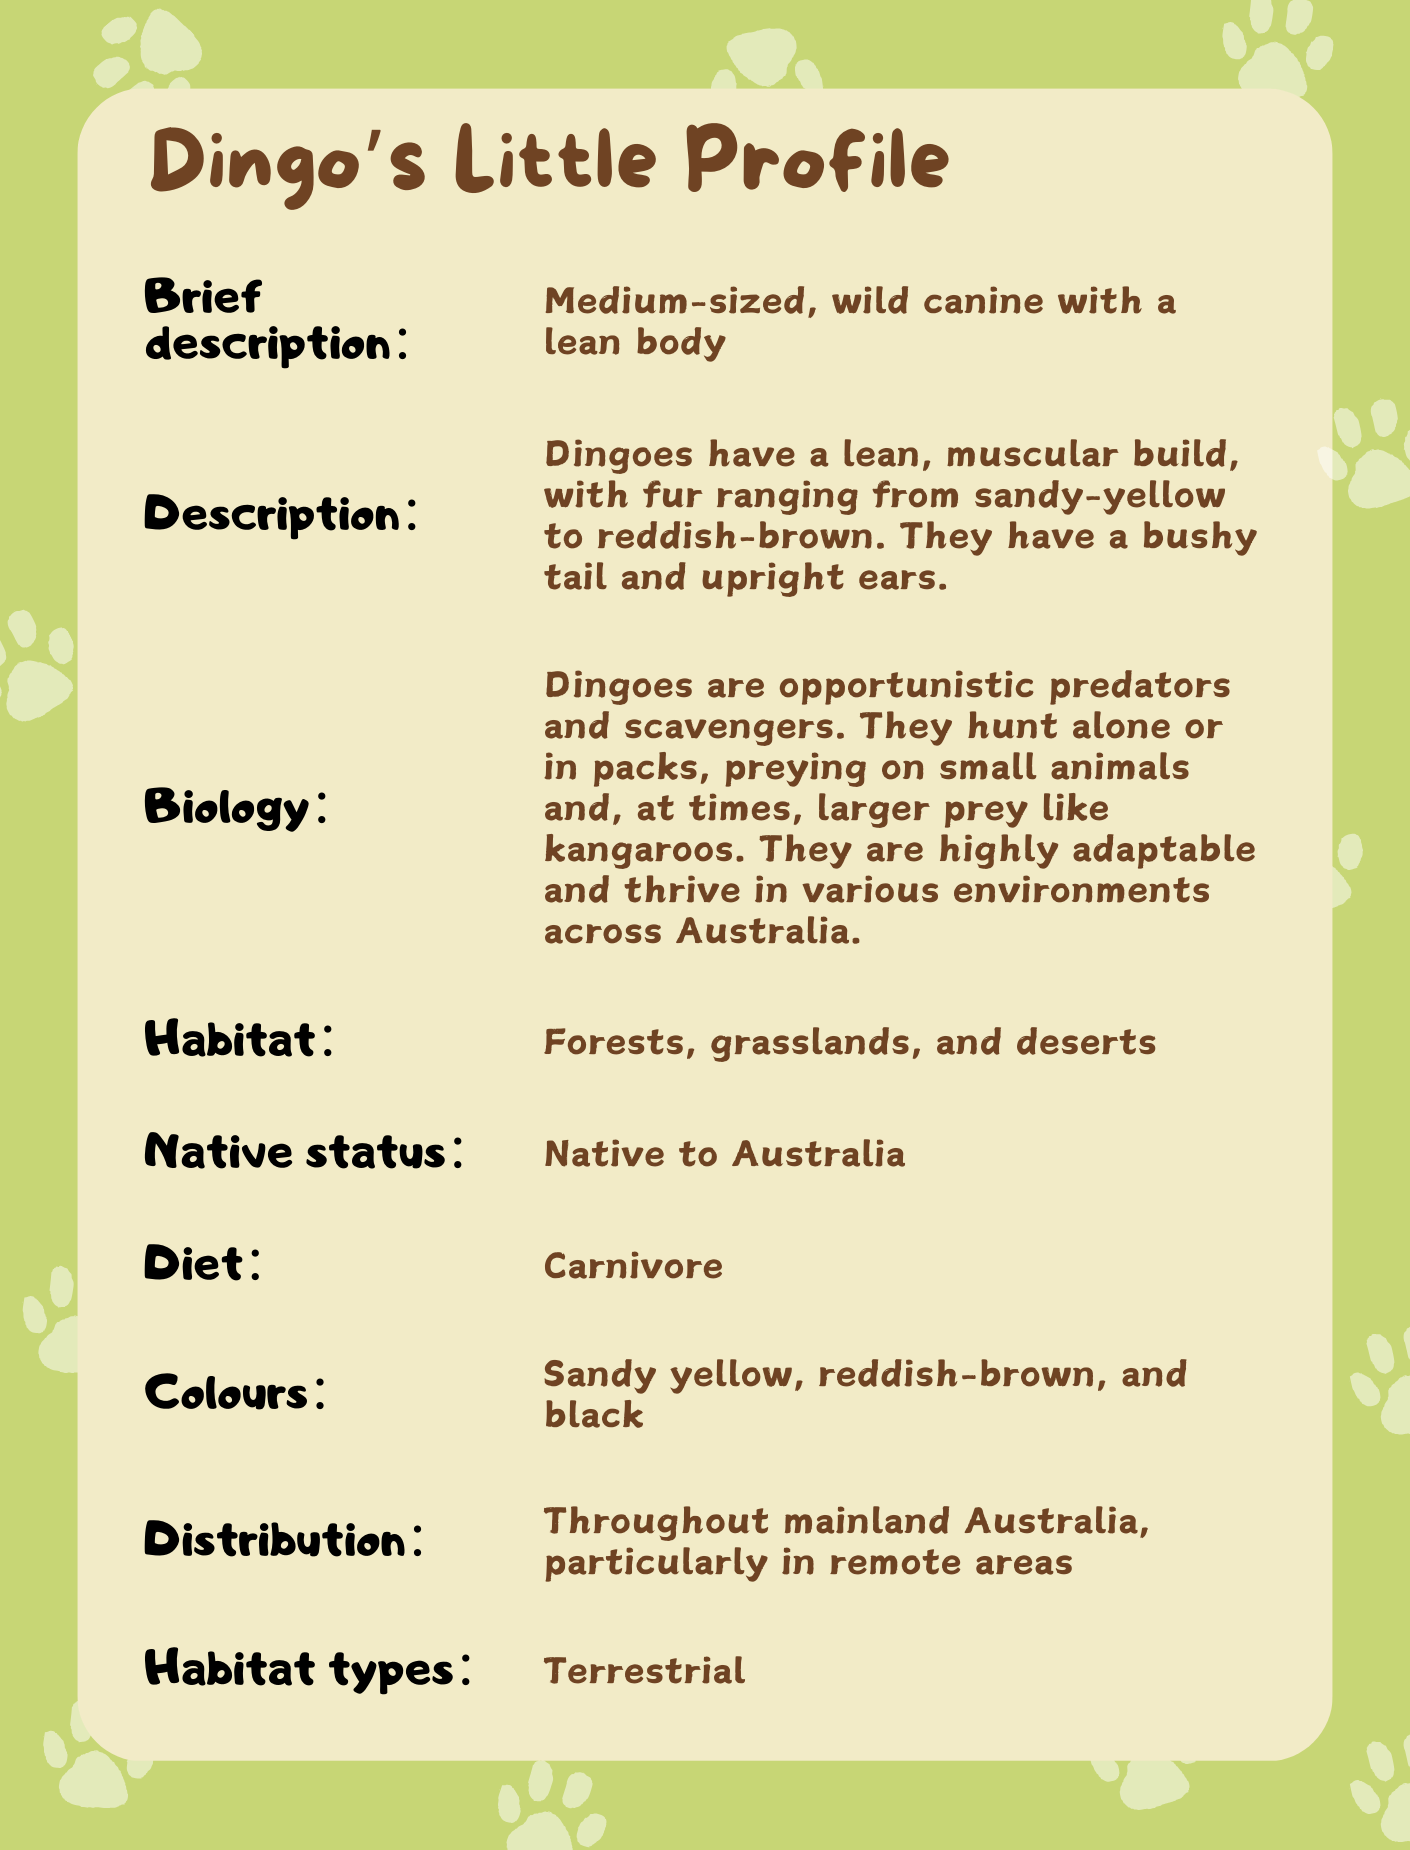 Dingo's Little Profile
Brief
description:
Medium-sized, wild canine with a
lean body
Description:
Dingoes have a lean, muscular build,
with fur ranging from sandy-yellow
to reddish-brown. They have a bushy
tail and upright ears.
Biology:
Dingoes are opportunistic predators
and scavengers. They hunt alone or
in packs, preying on small animals
and, at times, larger prey like
kangaroos. They are highly adaptable
and thrive in various environments
across Australia.
Habitat:
Forests, grasslands, and deserts
Native status:
Native to Australia
Diet:
Carnivore
Colours:
Sandy yellow, reddish-brown, and
black
Distribution:
Throughout mainland Australia,
particularly in remote areas
Habitat types:
Terrestrial